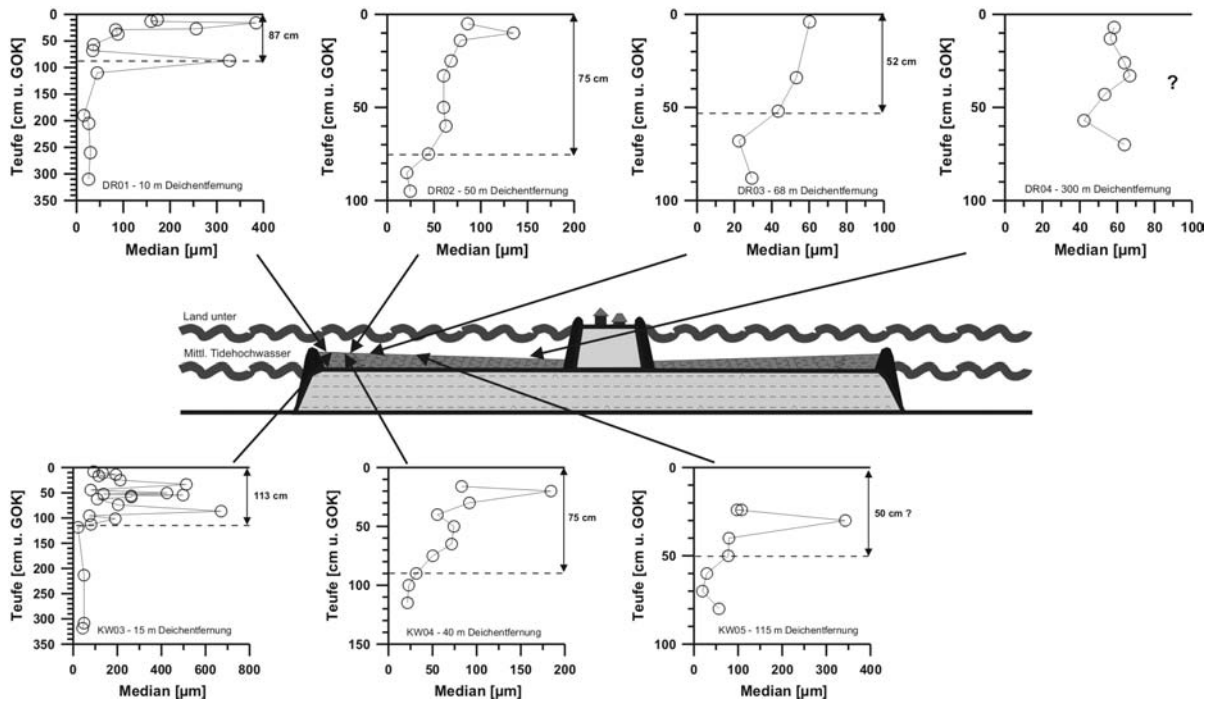 0
50
100
150
200
250
300
350
Teufe [cm u. GOK]
87 cm
DR01 - 10 m Deichentfernung
0 100 200 300 400
Median [µm]
0
50
100
Teufe [cm u. GOK]
75 cm
DR02 - 50 m Deichentfernung
0 50 100 150 200
Median [µm]
0
50
100
Teufe [cm u. GOK]
52 cm
DR03 - 68 m Deichentfernung
0 20 40 60 80 100
Median [µm]
0
50
100
Teufe [cm u. GOK]
?
DR04 - 300 m Deichentfernung
0 20 40 60 80 100
Median [µm]
Land unter
Mittl. Tidehochwasser
0
50
100
150
200
250
300
350
Teufe [cm u. GOK]
113 cm
KW03 - 15 m Deichentfernung
0 200 400 600 800
Median [µm]
0
50
100
150
Teufe [cm u. GOK]
75 cm
KW04 - 40 m Deichentfernung
0 50 100 150 200
Median [µm]
0
50
100
Teufe [cm u. GOK]
50 cm ?
KW05 - 115 m Deichentfernung
0 100 200 300 400
Median [µm]